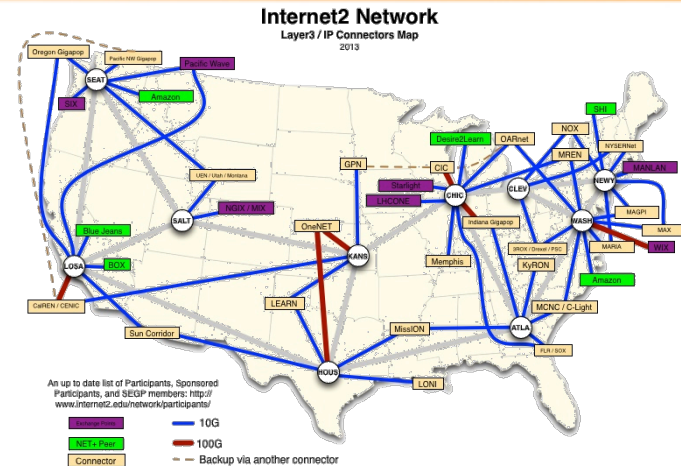 Internet2 Network
Layer3 / IP Connectors Map
2013
Oregon Gigapop
Pacific NW Gigapop
Pacific Wave
SEAT
SIX
Amazon
UEN / Utah / Montana
SALT
NGIX / MIX
Blue Jeans
LOSA
BOX
CalREN / CENIC
Sun Corridor
GPN
OneNET
KANS
LEARN
MissION
HOUS
LONI
Desire2Learn
OARnet
CIC
Starlight
LHCONE
CHIC
Indiana Gigapop
Memphis
CLEV
NOX
MREN
SHI
NYSERNet
NEWY
MANLAN
MAGPI
MAX
WASH
WIX
MARIA
3ROX / Drexel / PSC
KyRON
Amazon
MCNC / C-Light
ATLA
FLR / SOX
An up to date list of Participants, Sponsored
Participants, and SEGP members: http://
www.internet2.edu/network/participants/
Exchange Points
NET+ Peer
Connector
10G
100G
Backup via another connector